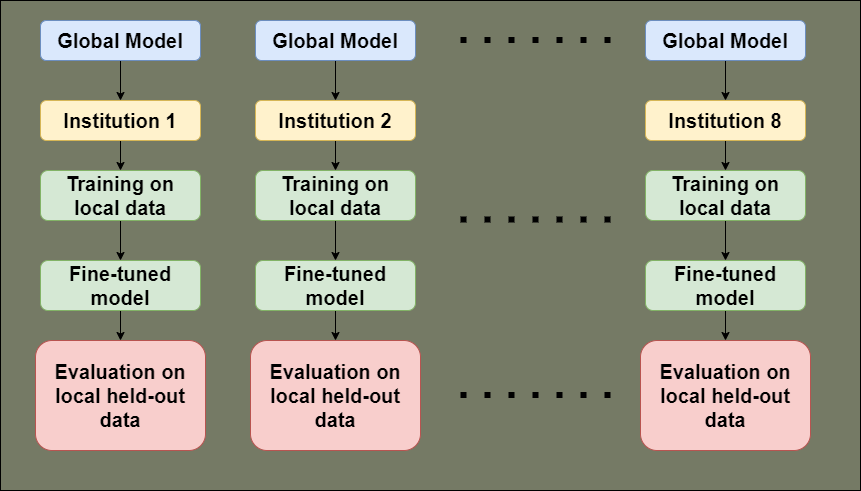 Global Model
Global Model
Global Model
Institution 1
Institution 2
Institution 8
Training on
local data
Training on
local data
Training on
local data
Fine-tuned
model
Fine-tuned
model
Fine-tuned
model
Evaluation on
local held-out
data
Evaluation on
local held-out
data
Evaluation on
local held-out
data